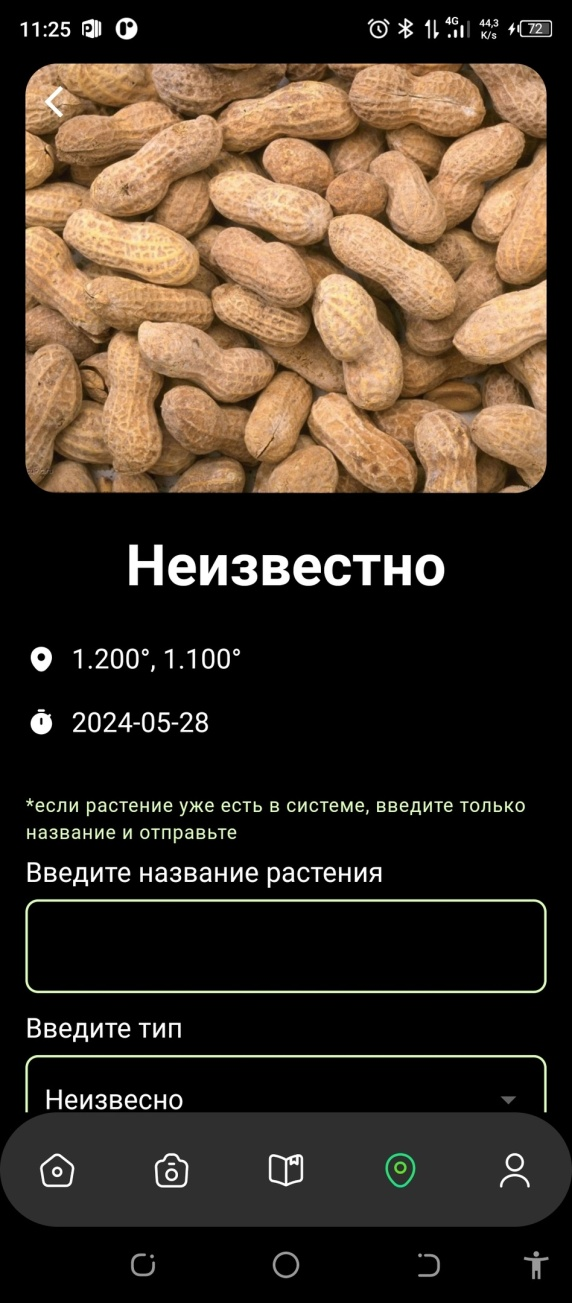 11:25
4G
44,3
K/s
72
Неизвестно
1.200°, 1.100°
2024-05-28
*если растение уже есть в системе, введите только
название и отправьте
Введите название растения
Введите тип
Неизвесно